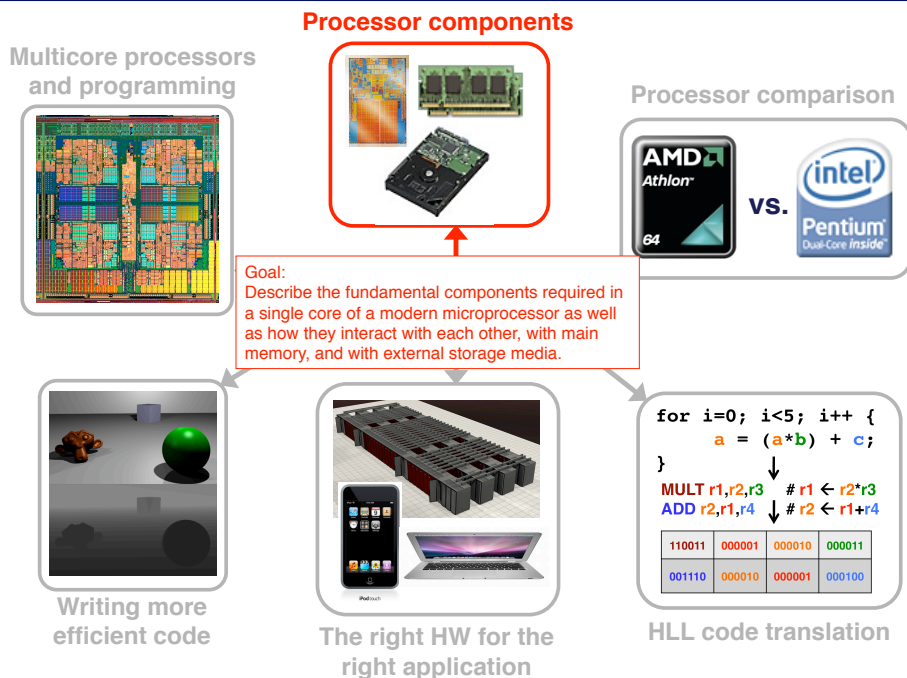 Processor components
Multicore processors
and programming
Processor comparison
AMD
Athlon™
64
vs.
intel
Pentium®
Dual-Core inside™
Goal:
Describe the fundamental components required in
a single core of a modern microprocessor as well
as how they interact with each other, with main
memory, and with external storage media.
Writing more
efficient code
iPod touch
The right HW for the
right application
for i=0; i<5; i++ {
a = (a*b) + c;
}
MULT r1,r2,r3 # r1 ← r2*r3
ADD r2,r1,r4 # r2 ← r1+r4
110011 000001 000010 000011
001110 000010 000001 000100
HLL code translation